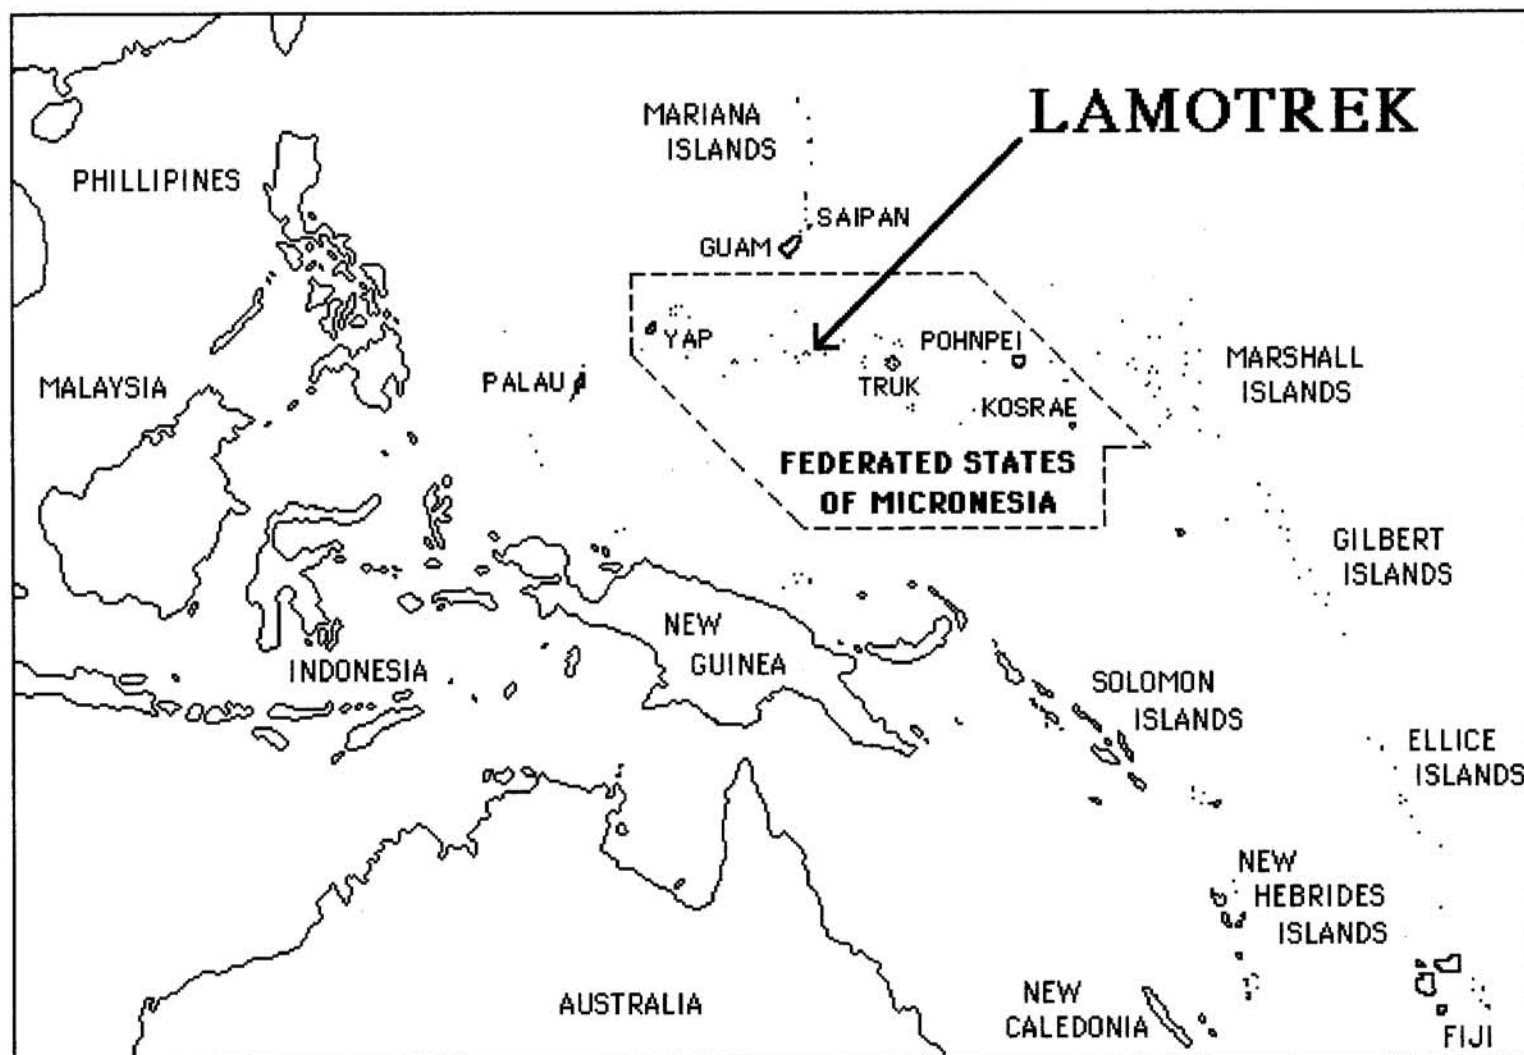 LAMOTREK
MARIANA
ISLANDS
PHILLIPINES
SAIPAN
GUAM
YAP
POHNPEI
MARSHALL
ISLANDS
MALAYSIA
PALAU
TRUK
KOSRAE
FEDERATED STATES
OF MICRONESIA
GILBERT
ISLANDS
NEW
GUINEA
INDONESIA
SOLOMON
ISLANDS
ELLICE
ISLANDS
NEW
HEBRIDES
ISLANDS
AUSTRALIA
NEW
CALEDONIA
FIJI